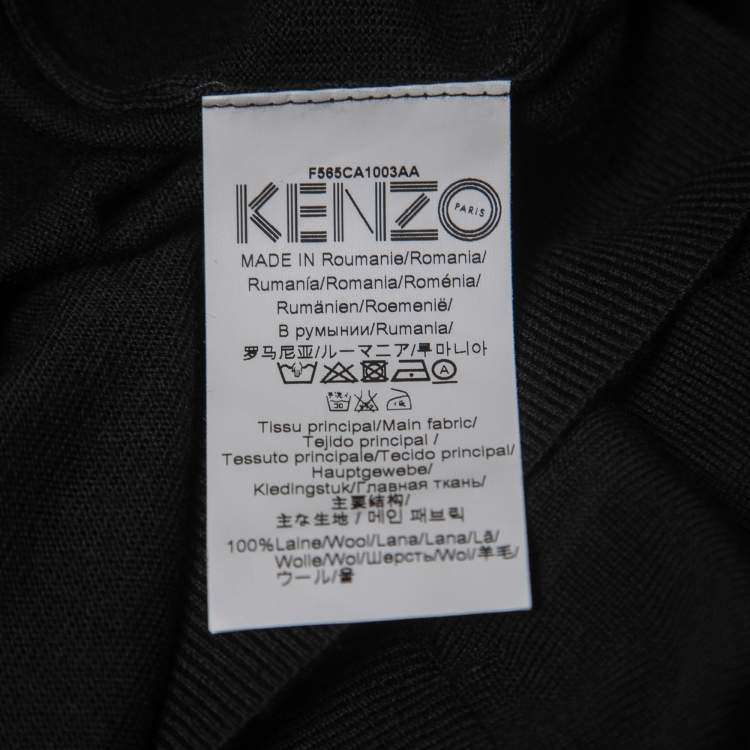 F565CA1003AA
KENZO PARIS
MADE IN Roumanie/Romania/
Rumanía/Romania/Roménia/
Rumänien/Roemenië/
В румынии/Rumania/
罗马尼亚/ルーマニア/루마니아
A
Tissu principal/Main fabric/
Tejido principal /
Tessuto principale/Tecido principal/
Hauptgewebe/
Kledingstuk/Главная ткань/
主要结构/
主な生地 / 메인 패브릭
100%Laine/Wool/Lana/Lana/Lã/
Wolle/Wol/Шерсть/Wol/羊毛/
ウール/울